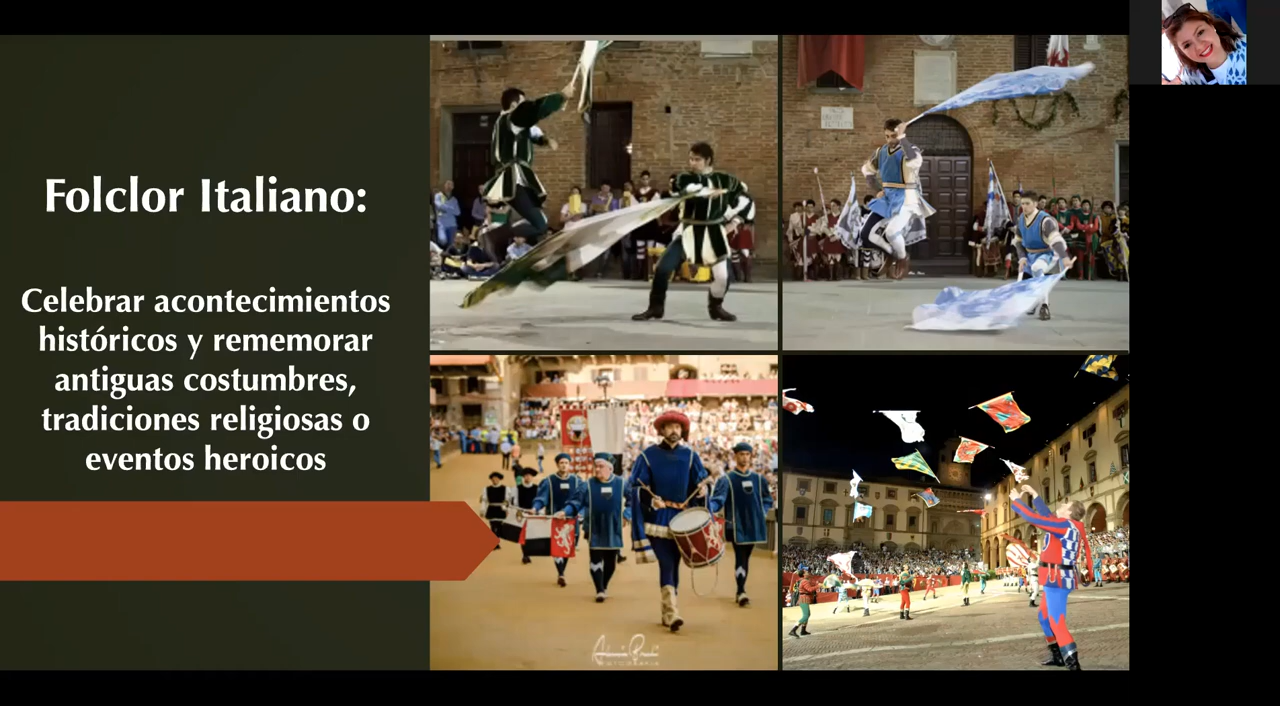 Folclor Italiano:
Celebrar acontecimientos
históricos y rememorar
antiguas costumbres,
tradiciones religiosas o
eventos heroicos